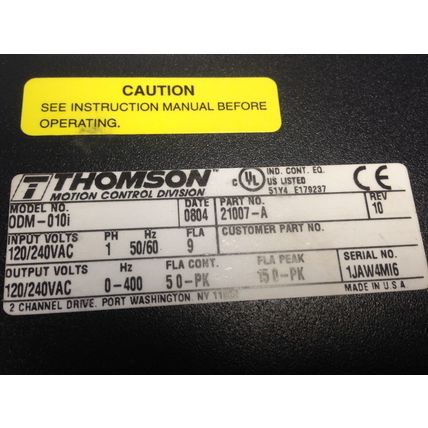 CAUTION
SEE INSTRUCTION MANUAL BEFORE
OPERATING.
THOMSON™
MOTION CONTROL DIVISION
C UL US IND. CONT. EQ.
LISTED
51Y4 E179237
CE
MODEL NO. DATE PART NO. REV
ODM-010i 0804 21007-A 10
INPUT VOLTS PH Hz FLA CUSTOMER PART NO.
120/240VAC 1 50/60 9
OUTPUT VOLTS Hz FLA CONT. FLA PEAK SERIAL NO.
120/240VAC 0-400 5 0-PK 15 0-PK 1JAW4MI6
2 CHANNEL DRIVE, PORT WASHINGTON, NY MADE IN U.S.A